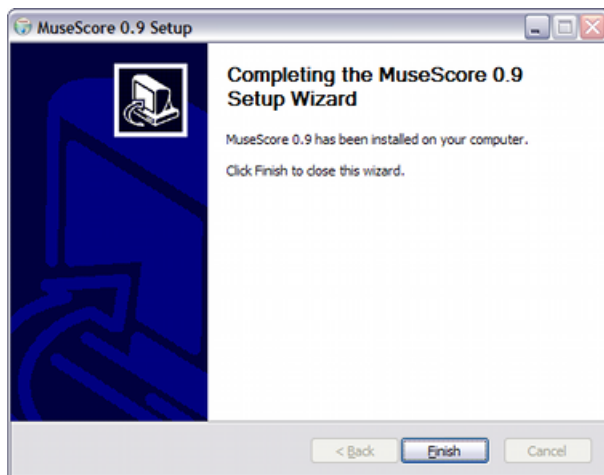 MuseScore 0.9 Setup
Completing the MuseScore 0.9
Setup Wizard
MuseScore 0.9 has been installed on your computer.
Click Finish to close this wizard.
< Back
Finish
Cancel